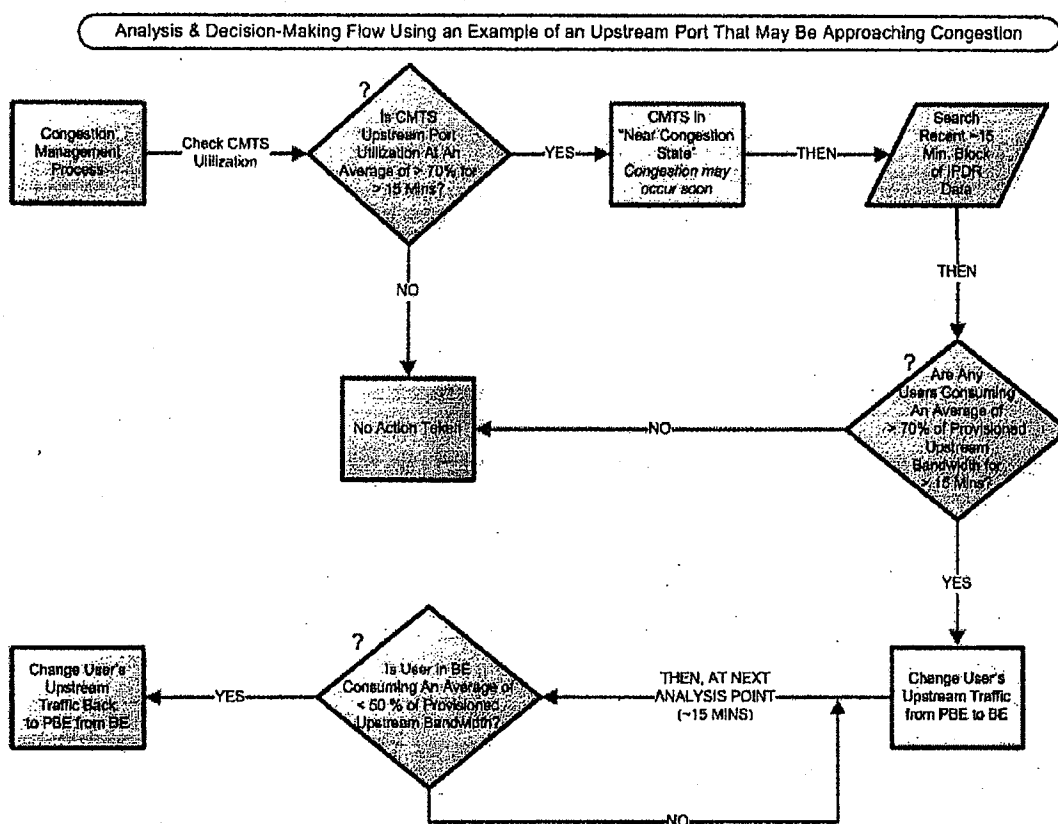 Analysis & Decision-Making Flow Using an Example of an Upstream Port That May Be Approaching Congestion
Congestion
Management
Process
Check CMTS
Utilization
?
Is CMTS
Upstream Port
Utilization At An
Average of > 70% for
> 15 Mins?
YES
CMTS in
"Near Congestion
State"
Congestion may
occur soon
THEN
Search
Recent ~15
Min. Block
of IPDR
Data
NO
THEN
No Action Taken
NO
?
Are Any
Users Consuming
An Average of
> 70% of Provisioned
Upstream
Bandwidth for
> 15 Mins?
YES
Change User's
Upstream Traffic
from PBE to BE
THEN, AT NEXT
ANALYSIS POINT
(~15 MINS)
?
Is User in BE
Consuming An Average of
< 50 % of Provisioned
Upstream Bandwidth?
YES
Change User's
Upstream
Traffic Back
to PBE from BE
NO